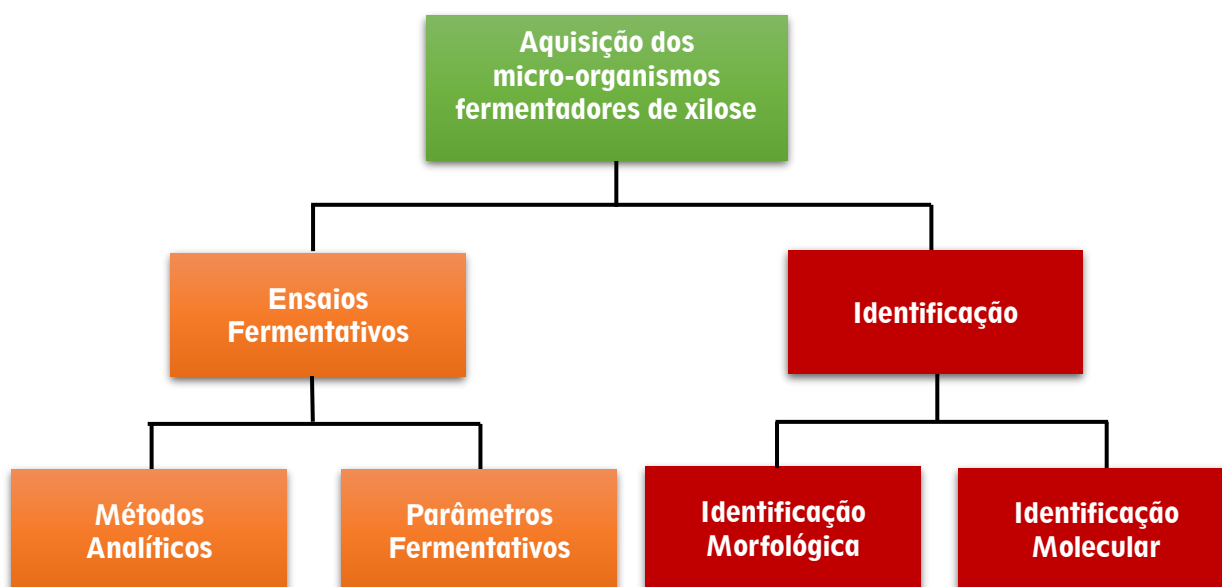 Aquisição dos
micro-organismos
fermentadores de xilose
Ensaios
Fermentativos
Identificação
Métodos
Analíticos
Parâmetros
Fermentativos
Identificação
Morfológica
Identificação
Molecular